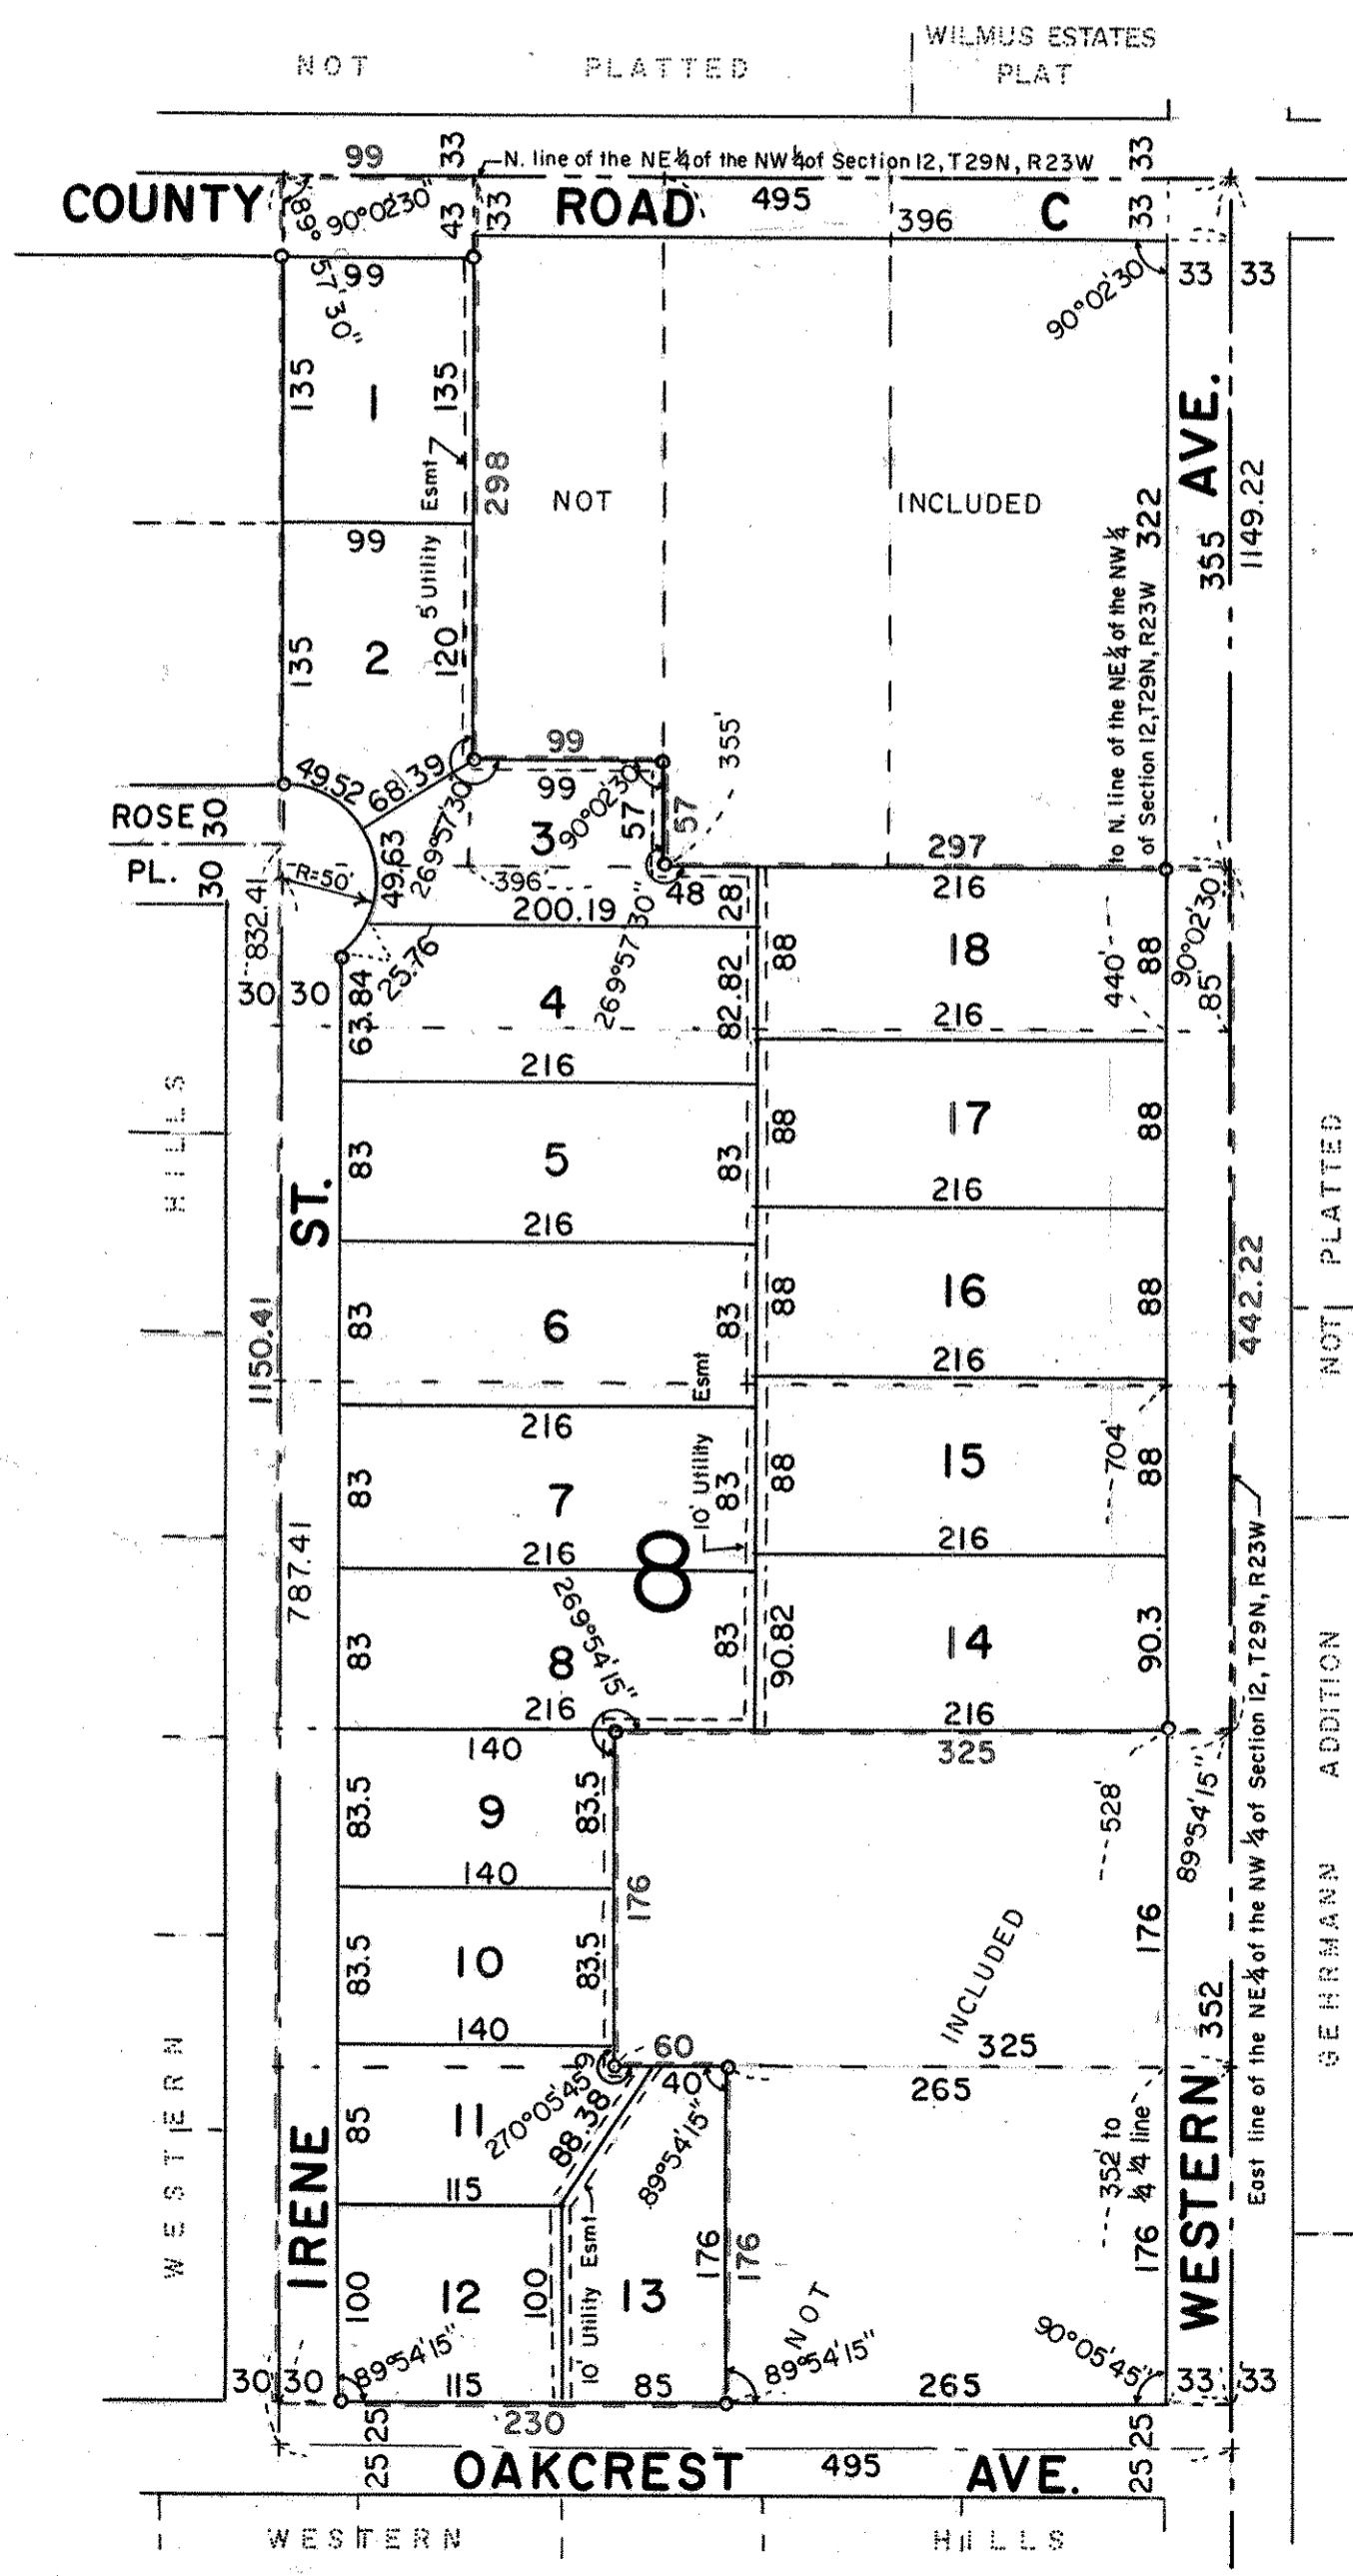 WILMUS ESTATES
NOT PLATTED PLAT
99 33 N. line of the NE¼ of the NW¼ of Section 12, T29N, R23W 33
COUNTY ROAD C
89° 57' 30" 90°02'30" 43 33 495 396 33
99 90°02'30" 33 33
135 1 135
5' Utility Esmt
298 NOT INCLUDED
322 355 AVE. 1149.22
99
135 2 120
to N. line of the NE¼ of the NW¼
of Section 12, T29N, R23W
99 355'
49.52 68.39 99
ROSE 30 269°57'30" 3 90°02'30" 57 57
PL. 30 R=50' 49.63 396' 297
48 216
832.41 200.19 269°57'30" 28 88 18 88 90°02'30"
25.76 440' 85'
30 30 63.84 4 82.82 216
216
HILLS 88 17 88
ST. 83 5 83 216
216
1150.41 83 6 83 88 16 88 442.22 NOT PLATTED
216
216 10' Utility Esmt
83 7 83 88 15 704' 88
787.41 216 8 216
East line of the NE¼ of the NW¼ of Section 12, T29N, R23W
83 8 269°54'15" 83 90.82 14 90.3
216 216
140 325
83.5 9 83.5 528' 89°54'15"
140 176 176
83.5 10 83.5 INCLUDED
140 60 325 352
270°05'45" 40 265
IRENE 85 11 88.38 89°54'15" 352' to
¼ ¼ line
115 WESTERN
WESTERN
100 12 100 10' Utility Esmt 13 176 176 NOT 176
30 30 89°54'15" 115 85 89°54'15" 265 90°05'45" 33 33
230
25 25 OAKCREST AVE. 495 25 25
GEHRMANN ADDITION
WESTERN HILLS